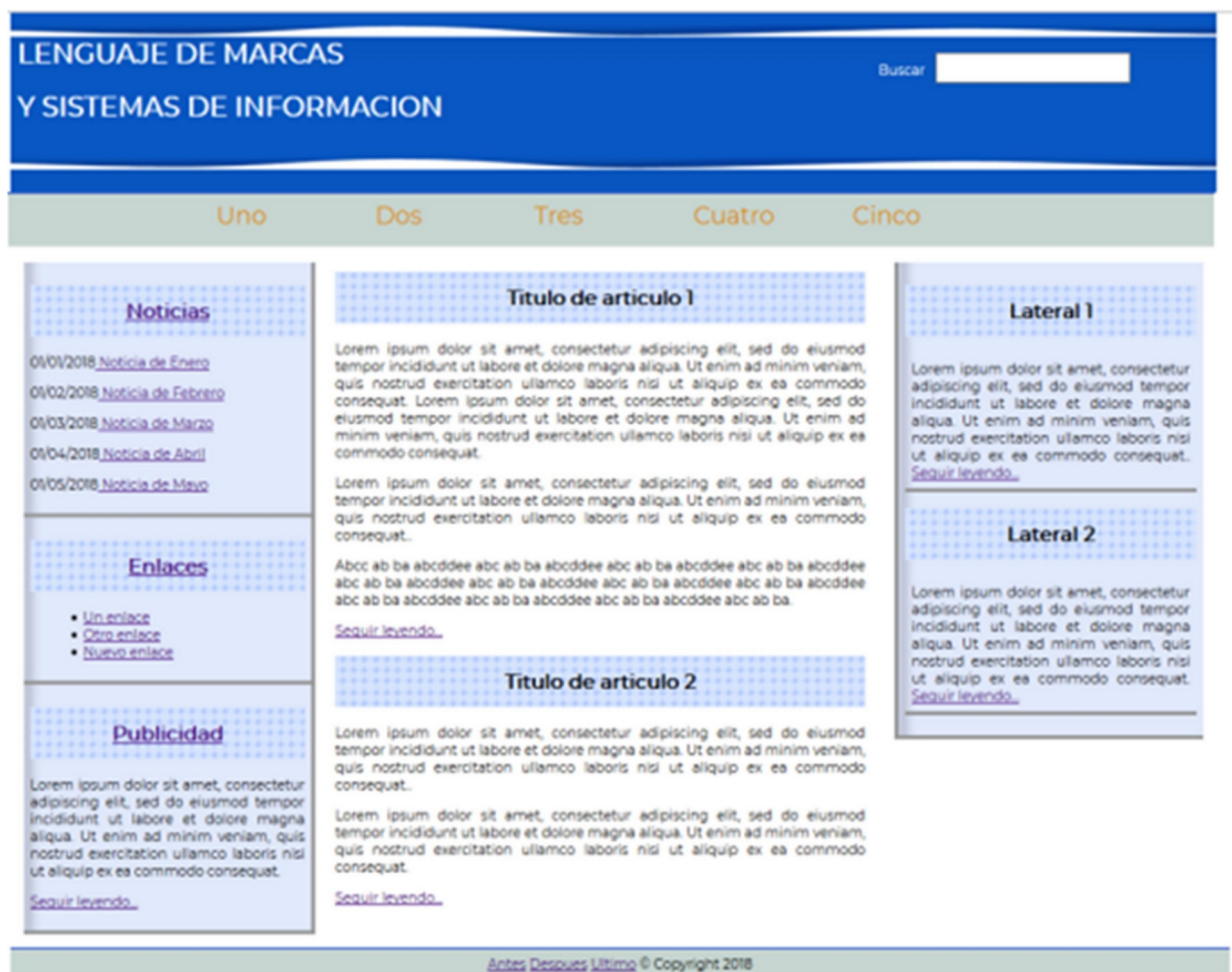 LENGUAJE DE MARCAS
Y SISTEMAS DE INFORMACION
Buscar
Uno Dos Tres Cuatro Cinco
Noticias
01/01/2018 Noticia de Enero
01/02/2018 Noticia de Febrero
01/03/2018 Noticia de Marzo
01/04/2018 Noticia de Abril
01/05/2018 Noticia de Mayo
Enlaces
Un enlace
Otro enlace
Nuevo enlace
Publicidad
Lorem ipsum dolor sit amet, consectetur
adipiscing elit, sed do eiusmod tempor
incididunt ut labore et dolore magna
aliqua. Ut enim ad minim veniam, quis
nostrud exercitation ullamco laboris nisi
ut aliquip ex ea commodo consequat.
Seguir leyendo...
Titulo de articulo 1
Lorem ipsum dolor sit amet, consectetur adipiscing elit, sed do eiusmod
tempor incididunt ut labore et dolore magna aliqua. Ut enim ad minim veniam,
quis nostrud exercitation ullamco laboris nisi ut aliquip ex ea commodo
consequat. Lorem ipsum dolor sit amet, consectetur adipiscing elit, sed do
eiusmod tempor incididunt ut labore et dolore magna aliqua. Ut enim ad
minim veniam, quis nostrud exercitation ullamco laboris nisi ut aliquip ex ea
commodo consequat.
Lorem ipsum dolor sit amet, consectetur adipiscing elit, sed do eiusmod
tempor incididunt ut labore et dolore magna aliqua. Ut enim ad minim veniam,
quis nostrud exercitation ullamco laboris nisi ut aliquip ex ea commodo
consequat..
Abcc ab ba abcddee abc ab ba abcddee abc ab ba abcddee abc ab ba abcddee
abc ab ba abcddee abc ab ba abcddee abc ab ba abcddee abc ab ba abcddee
abc ab ba abcddee abc ab ba abcddee abc ab ba abcddee abc ab ba.
Seguir leyendo...
Titulo de articulo 2
Lorem ipsum dolor sit amet, consectetur adipiscing elit, sed do eiusmod
tempor incididunt ut labore et dolore magna aliqua. Ut enim ad minim veniam,
quis nostrud exercitation ullamco laboris nisi ut aliquip ex ea commodo
consequat..
Lorem ipsum dolor sit amet, consectetur adipiscing elit, sed do eiusmod
tempor incididunt ut labore et dolore magna aliqua. Ut enim ad minim veniam,
quis nostrud exercitation ullamco laboris nisi ut aliquip ex ea commodo
consequat.
Seguir leyendo...
Lateral 1
Lorem ipsum dolor sit amet, consectetur
adipiscing elit, sed do eiusmod tempor
incididunt ut labore et dolore magna
aliqua. Ut enim ad minim veniam, quis
nostrud exercitation ullamco laboris nisi
ut aliquip ex ea commodo consequat..
Seguir leyendo...
Lateral 2
Lorem ipsum dolor sit amet, consectetur
adipiscing elit, sed do eiusmod tempor
incididunt ut labore et dolore magna
aliqua. Ut enim ad minim veniam, quis
nostrud exercitation ullamco laboris nisi
ut aliquip ex ea commodo consequat.
Seguir leyendo...
Antes Despues Ultimo © Copyright 2018